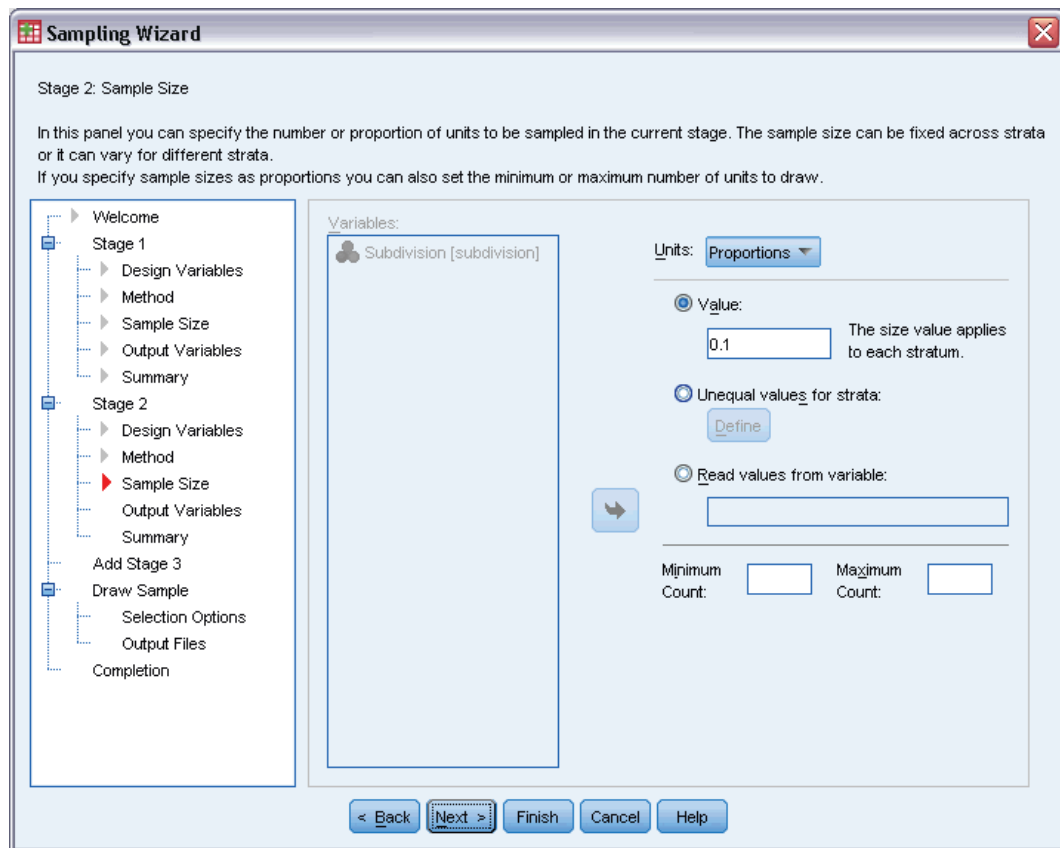 Sampling Wizard
Stage 2: Sample Size
In this panel you can specify the number or proportion of units to be sampled in the current stage. The sample size can be fixed across strata
or it can vary for different strata.
If you specify sample sizes as proportions you can also set the minimum or maximum number of units to draw.
Welcome
Stage 1
Design Variables
Method
Sample Size
Output Variables
Summary
Stage 2
Design Variables
Method
Sample Size
Output Variables
Summary
Add Stage 3
Draw Sample
Selection Options
Output Files
Completion
Variables:
Subdivision [subdivision]
Units: Proportions
Value:
0.1
The size value applies
to each stratum.
Unequal values for strata:
Define
Read values from variable:
Minimum
Count:
Maximum
Count:
< Back Next > Finish Cancel Help